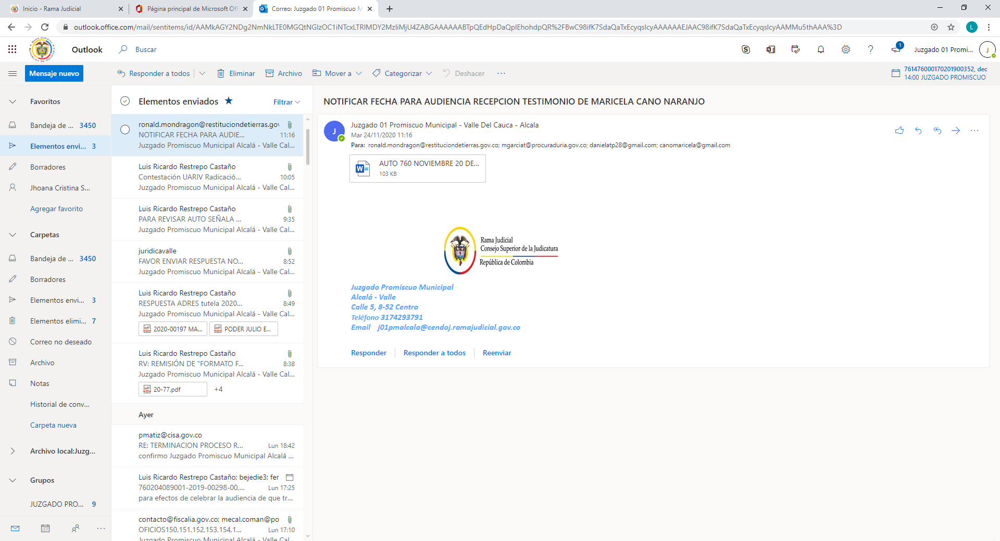 Inicio - Rama Judicial
Página principal de Microsoft Off
Correo: Juzgado 01 Promiscuo M
outlook.office.com/mail/sentitems/id/AAMkAGY2NDg2NmNkLTE0MGQtNGIzOC1iNTcxLTRlMDY2MzliMjU4ZABGAAAAAABTpQEdHpDaQplEhohdpQR%2FBwC98ifK7SdaQaTxEcyqsIcyAAAAAAEJAAC98ifK7SdaQaTxEcyqsIcyAAMMu5thAAA%3D
L
Outlook
Buscar
1
Juzgado 01 Promi...
J
Mensaje nuevo
Responder a todos
Eliminar
Archivo
Mover a
Categorizar
Deshacer
761476000170201900352, dec
14:00 JUZGADO PROMISCUO
Favoritos
Bandeja de ... 3450
Elementos envi... 3
Borradores
Jhoana Cristina S...
Agregar favorito
Carpetas
Bandeja de ... 3450
Borradores
Elementos envi... 3
Elementos elimi... 7
Correo no deseado
Archivo
Notas
Historial de conv...
Carpeta nueva
Archivo local:Juzg...
Grupos
JUZGADO PRO... 9
Elementos enviados
Filtrar
ronald.mondragon@restituciondetierras.gov
NOTIFICAR FECHA PARA AUDIE... 11:16
Juzgado Promiscuo Municipal Alcalá - Valle Cal...
Luis Ricardo Restrepo Castaño
Contestación UARIV Radicació... 10:05
Juzgado Promiscuo Municipal Alcalá - Valle Cal...
Luis Ricardo Restrepo Castaño
PARA REVISAR AUTO SEÑALA ... 9:35
Juzgado Promiscuo Municipal Alcalá - Valle Cal...
juridicavalle
FAVOR ENVIAR RESPUESTA NO... 8:52
Juzgado Promiscuo Municipal Alcalá - Valle Cal...
Luis Ricardo Restrepo Castaño
RESPUESTA ADRES tutela 2020... 8:49
Juzgado Promiscuo Municipal Alcalá - Valle Cal...
2020-00197 MA...
PODER JULIO E...
Luis Ricardo Restrepo Castaño
RV: REMISIÓN DE "FORMATO F... 8:38
Juzgado Promiscuo Municipal Alcalá - Valle Cal...
20-77.pdf
+4
Ayer
pmatiz@cisa.gov.co
RE: TERMINACION PROCESO R... Lun 18:42
confirmo Juzgado Promiscuo Municipal Alcalá ...
Luis Ricardo Restrepo Castaño; bejedie3; fer
760204089001-2019-00298-00,... Lun 17:25
para efectos de celebrar la audiencia de que tr...
contacto@fiscalia.gov.co; mecal.coman@po
OFICIOS150,151,152,153,154,1... Lun 17:10
Juzgado Promiscuo Municipal Alcalá - Valle Cal...
NOTIFICAR FECHA PARA AUDIENCIA RECEPCION TESTIMONIO DE MARICELA CANO NARANJO
J
Juzgado 01 Promiscuo Municipal - Valle Del Cauca - Alcala
Mar 24/11/2020 11:16
Para: ronald.mondragon@restituciondetierras.gov.co; mgarciat@procuraduria.gov.co; danielatp28@gmail.com; canomaricela@gmail.com
AUTO 760 NOVIEMBRE 20 DE...
103 KB
Rama Judicial
Consejo Superior de la Judicatura
República de Colombia
Juzgado Promiscuo Municipal
Alcalá - Valle
Calle 5, 8-52 Centro
Teléfono 3174293791
Email j01pmalcala@cendoj.ramajudicial.gov.co
Responder
Responder a todos
Reenviar